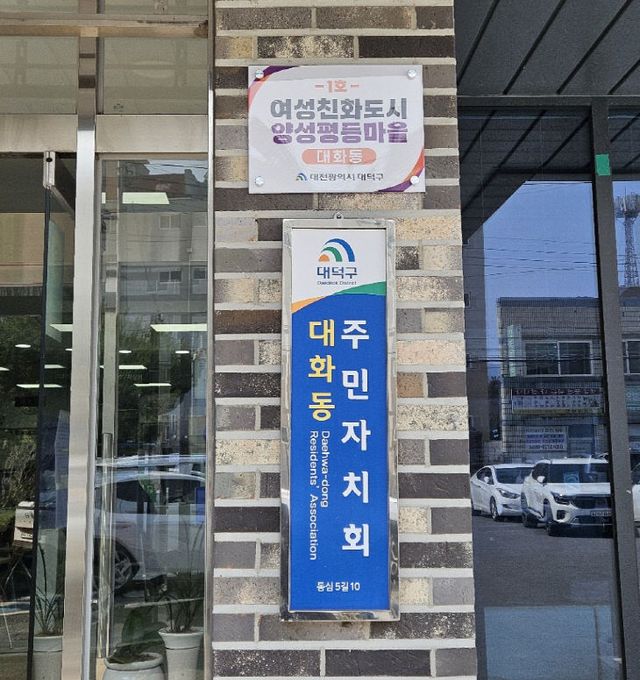 -1호-
여성친화도시
양성평등마을
대화동
대전광역시 대덕구
대덕구
Daedeok District
대화동
주민자치회
Daehwa-dong
Residents' Association
동심 5길 10